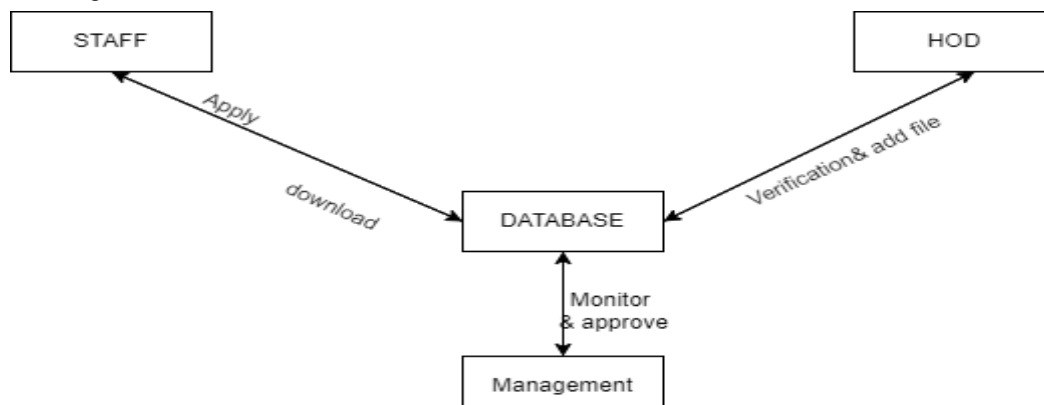 STAFF
HOD
Apply
download
Verification& add file
DATABASE
Monitor
& approve
Management